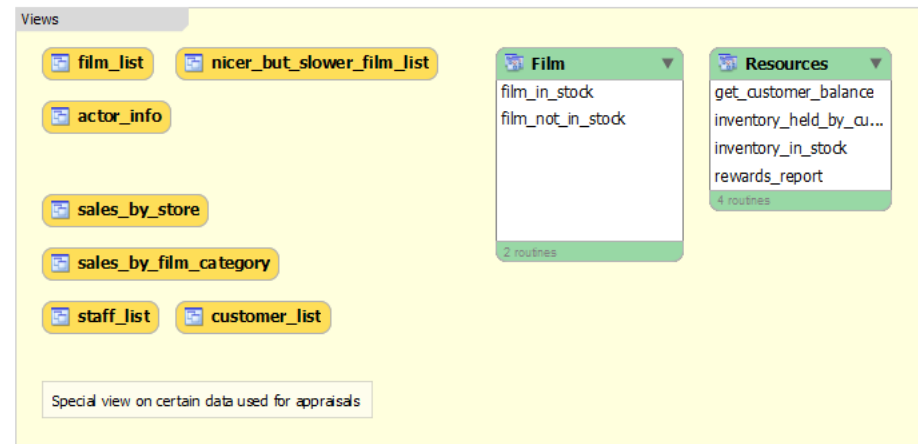 Views
film_list
nicer_but_slower_film_list
actor_info
sales_by_store
sales_by_film_category
staff_list
customer_list
Special view on certain data used for appraisals
Film
film_in_stock
film_not_in_stock
2 routines
Resources
get_customer_balance
inventory_held_by_cu...
inventory_in_stock
rewards_report
4 routines